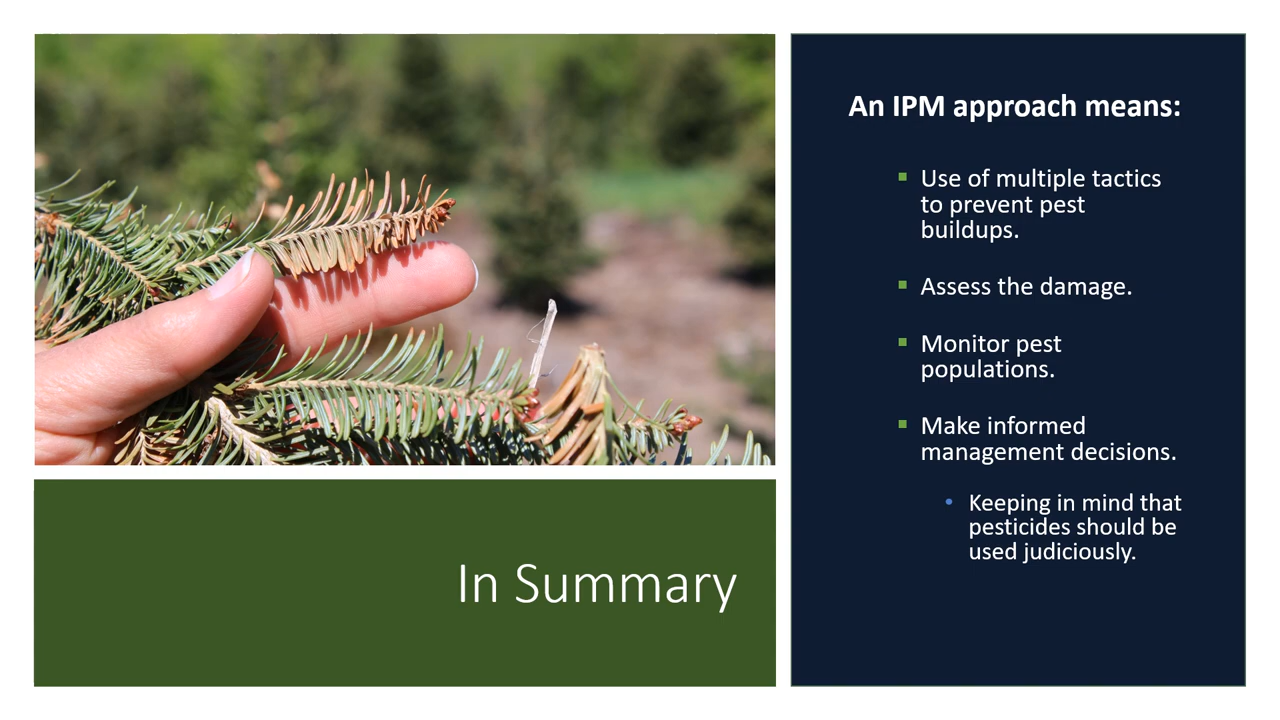 An IPM approach means:
Use of multiple tactics
to prevent pest
buildups.
Assess the damage.
Monitor pest
populations.
Make informed
management decisions.
Keeping in mind that
pesticides should be
used judiciously.
In Summary